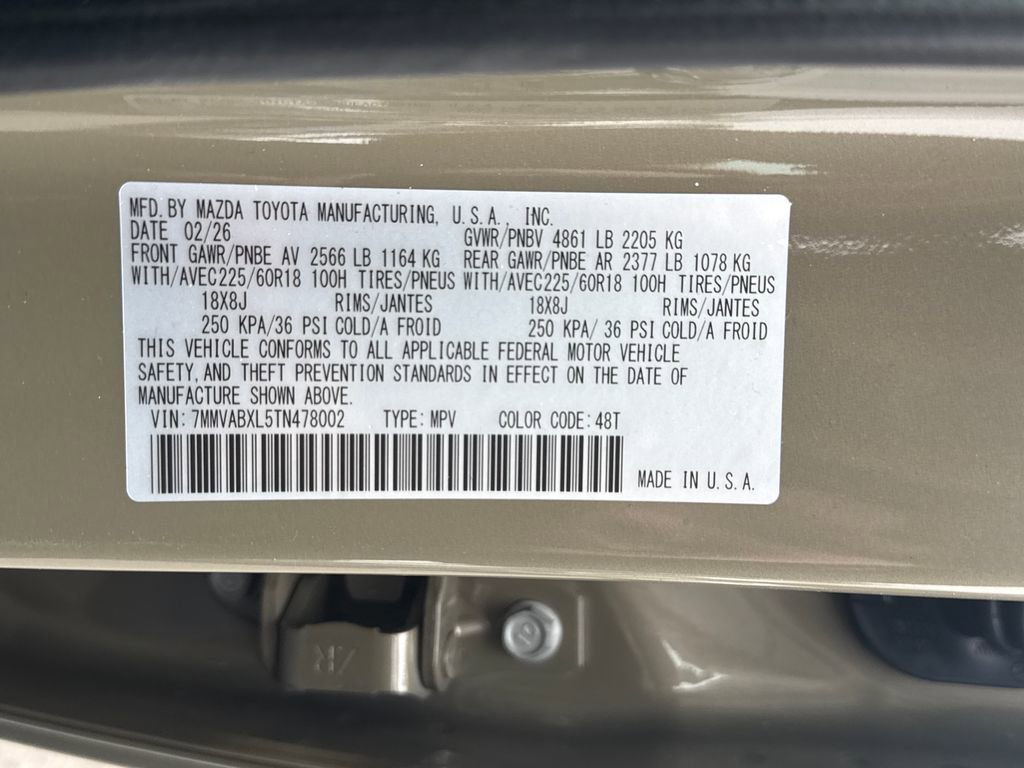 MFD. BY MAZDA TOYOTA MANUFACTURING, U.S.A., INC.
DATE 02/26 GVWR/PNBV 4861 LB 2205 KG
FRONT GAWR/PNBE AV 2566 LB 1164 KG REAR GAWR/PNBE AR 2377 LB 1078 KG
WITH/AVEC225/60R18 100H TIRES/PNEUS WITH/AVEC225/60R18 100H TIRES/PNEUS
18X8J RIMS/JANTES 18X8J RIMS/JANTES
250 KPA/36 PSI COLD/A FROID 250 KPA/ 36 PSI COLD/A FROID
THIS VEHICLE CONFORMS TO ALL APPLICABLE FEDERAL MOTOR VEHICLE
SAFETY, AND THEFT PREVENTION STANDARDS IN EFFECT ON THE DATE OF
MANUFACTURE SHOWN ABOVE.
VIN: 7MMVABXL5TN478002 TYPE: MPV COLOR CODE: 48T
MADE IN U.S.A.